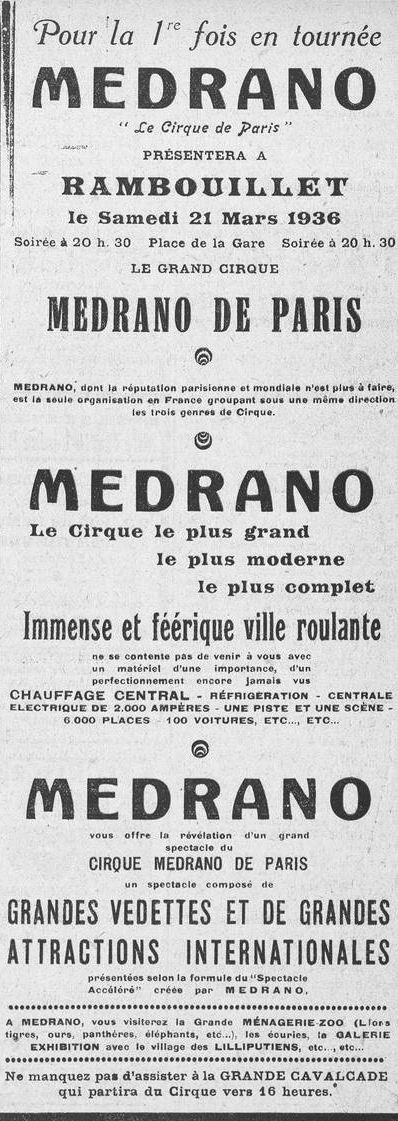 Pour la 1re fois en tournée
MEDRANO
"Le Cirque de Paris"
PRÉSENTERA A
RAMBOUILLET
le Samedi 21 Mars 1936
Soirée à 20 h. 30 Place de la Gare Soirée à 20 h. 30
LE GRAND CIRQUE
MEDRANO DE PARIS
MEDRANO, dont la réputation parisienne et mondiale n'est plus à faire,
est la seule organisation en France groupant sous une même direction
les trois genres de Cirque.
MEDRANO
Le Cirque le plus grand
le plus moderne
le plus complet
Immense et féérique ville roulante
ne se contente pas de venir à vous avec
un matériel d'une importance, d'un
perfectionnement encore jamais vus
CHAUFFAGE CENTRAL - RÉFRIGERATION - CENTRALE
ELECTRIQUE DE 2.000 AMPÈRES - UNE PISTE ET UNE SCÈNE -
6 000 PLACES - 100 VOITURES, ETC..., ETC...
MEDRANO
vous offre la révélation d'un grand
spectacle du
CIRQUE MEDRANO DE PARIS
un spectacle composé de
GRANDES VEDETTES ET DE GRANDES
ATTRACTIONS INTERNATIONALES
présentées selon la formule du "Spectacle
Accéléré" créée par MEDRANO.
A MEDRANO, vous visiterez la Grande MÉNAGERIE-ZOO (Lions
tigres, ours, panthères, éléphants, etc...), les écuries, la GALERIE
EXHIBITION avec le village des LILLIPUTIENS, etc..., etc...
Ne manquez pas d'assister à la GRANDE CAVALCADE
qui partira du Cirque vers 16 heures.